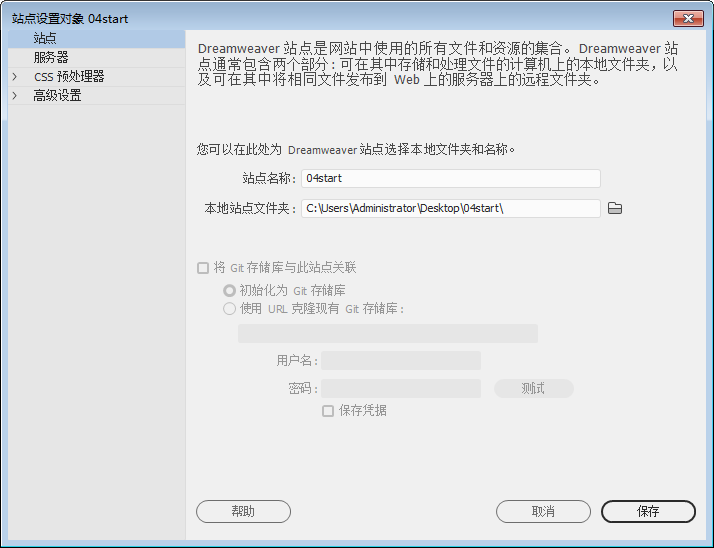 站点设置对象 04start
站点
服务器
CSS 预处理器
高级设置
Dreamweaver 站点是网站中使用的所有文件和资源的集合。Dreamweaver 站
点通常包含两个部分：可在其中存储和处理文件的计算机上的本地文件夹，以
及可在其中将相同文件发布到 Web 上的服务器上的远程文件夹。
您可以在此处为 Dreamweaver 站点选择本地文件夹和名称。
站点名称： 04start
本地站点文件夹： C:\Users\Administrator\Desktop\04start\
将 Git 存储库与此站点关联
初始化为 Git 存储库
使用 URL 克隆现有 Git 存储库：
用户名：
密码： 测试
保存凭据
帮助 取消 保存